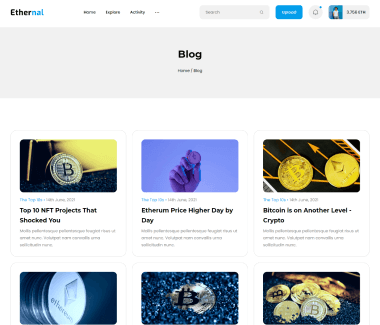 Ethernal
Home Explore Activity ···
Search
Upload
3.756 ETH
Blog
Home / Blog
The Top 10s • 14th June, 2021
Top 10 NFT Projects That
Shocked You
Mollis pellentesque pellentesque feugiat risus ut
amet nunc. Volutpat nam convallis urna
sollicitudin nunc.
The Top 10s • 14th June, 2021
Etherum Price Higher Day by
Day
Mollis pellentesque pellentesque feugiat risus ut
amet nunc. Volutpat nam convallis urna
sollicitudin nunc.
The Top 10s • 14th June, 2021
Bitcoin is on Another Level -
Crypto
Mollis pellentesque pellentesque feugiat risus ut
amet nunc. Volutpat nam convallis urna
sollicitudin nunc.